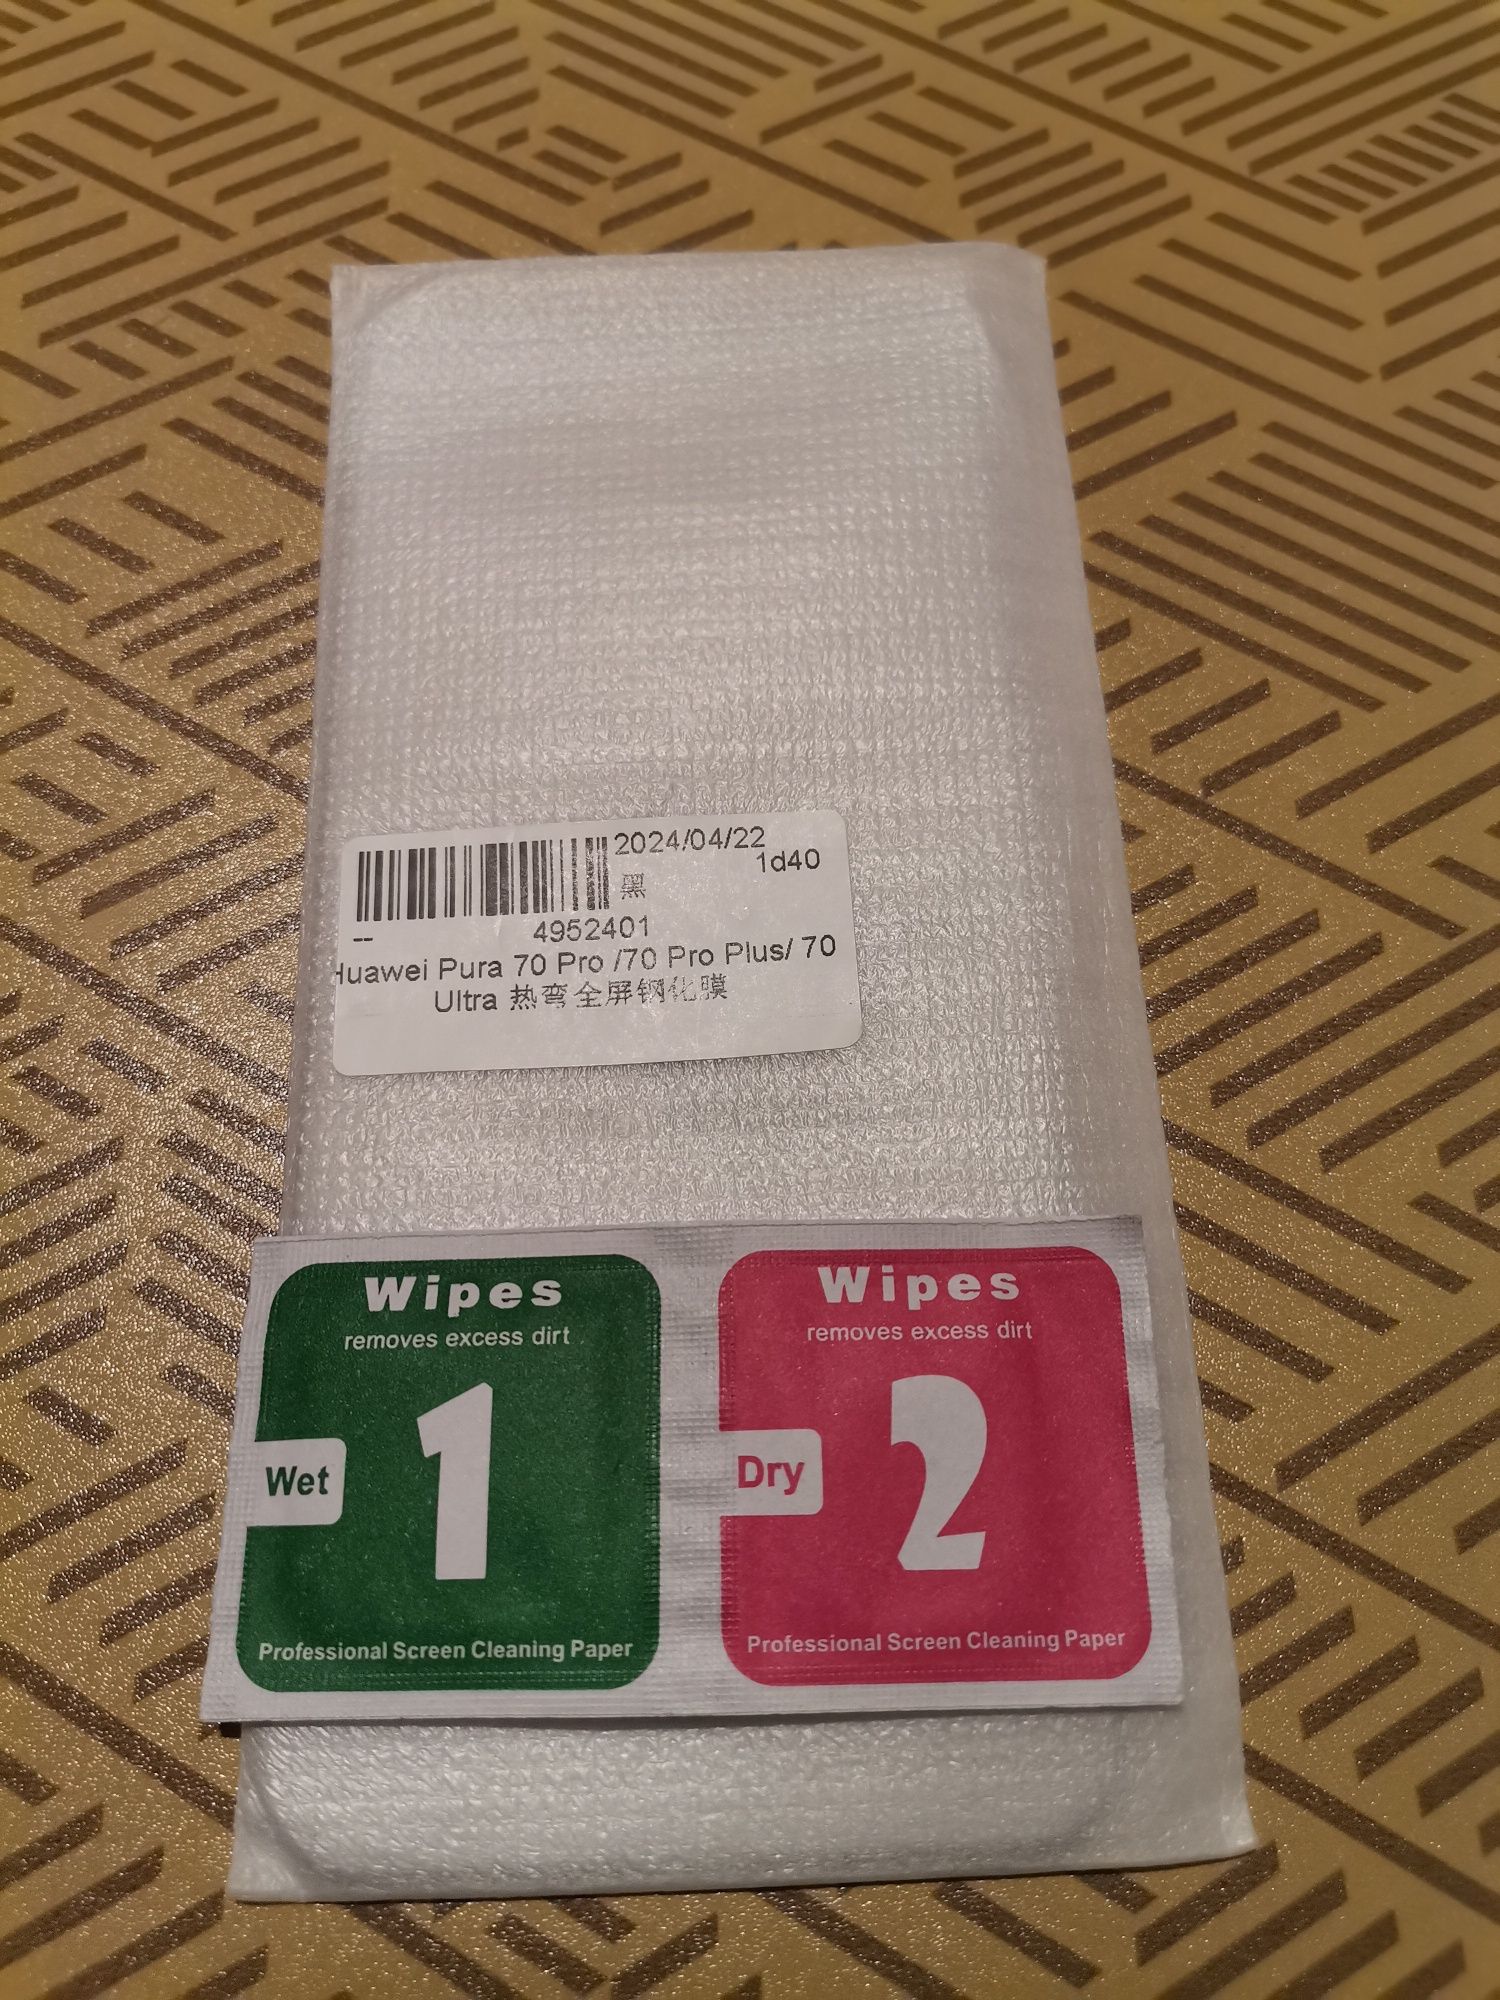 2024/04/22
1d40
黑
-- 4952401
Huawei Pura 70 Pro /70 Pro Plus/ 70
Ultra 热弯全屏钢化膜
Wipes
removes excess dirt
1
Wet
Professional Screen Cleaning Paper
Wipes
removes excess dirt
2
Dry
Professional Screen Cleaning Paper